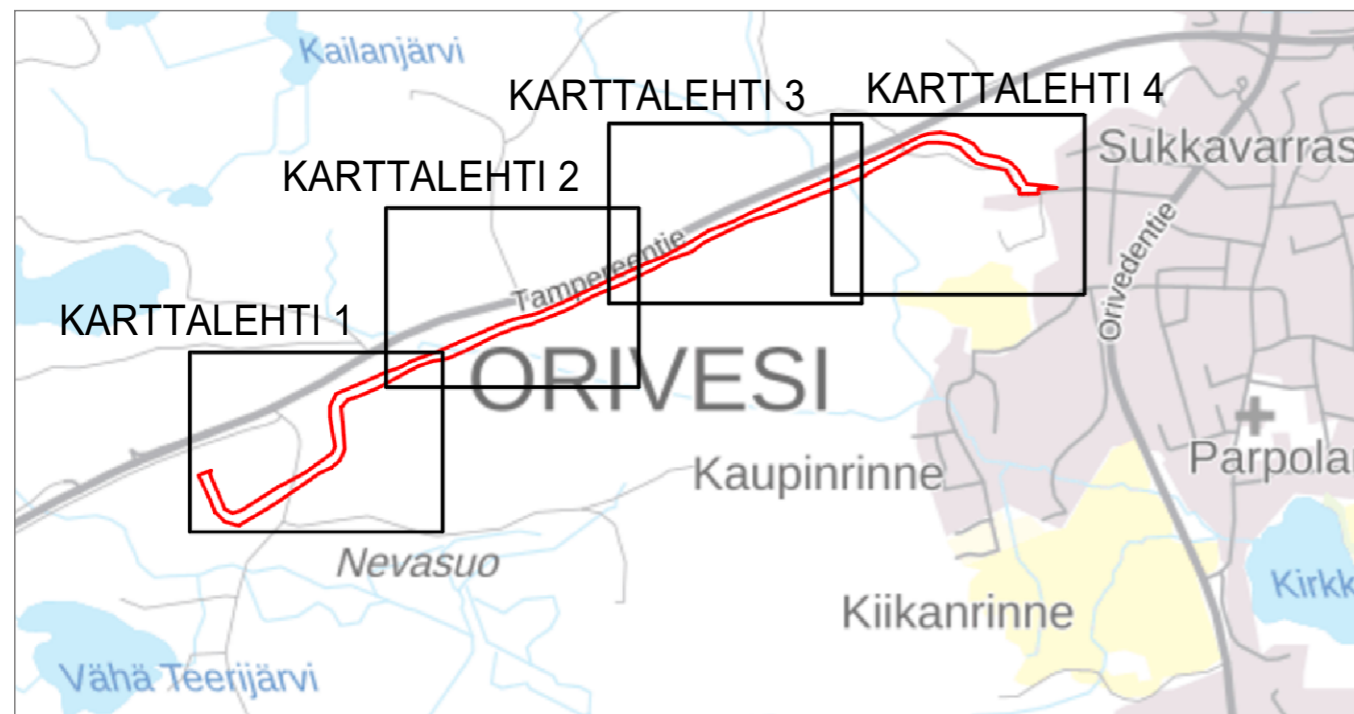 Kailanjärvi
KARTTALEHTI 3
KARTTALEHTI 4
Sukkavarras
KARTTALEHTI 2
Tampereentie
Orivedentie
KARTTALEHTI 1
ORIVESI
Kaupinrinne
Parpola
Nevasuo
Kirkk
Kiikanrinne
Vähä Teerijärvi